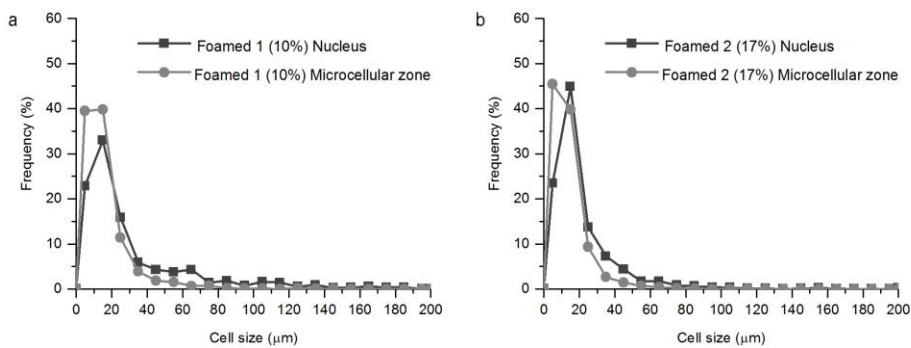 a
Foamed 1 (10%) Nucleus
Foamed 1 (10%) Microcellular zone
Frequency (%)
60
50
40
30
20
10
0
0 20 40 60 80 100 120 140 160 180 200
Cell size (μm)
b
Foamed 2 (17%) Nucleus
Foamed 2 (17%) Microcellular zone
Frequency (%)
60
50
40
30
20
10
0
0 20 40 60 80 100 120 140 160 180 200
Cell size (μm)